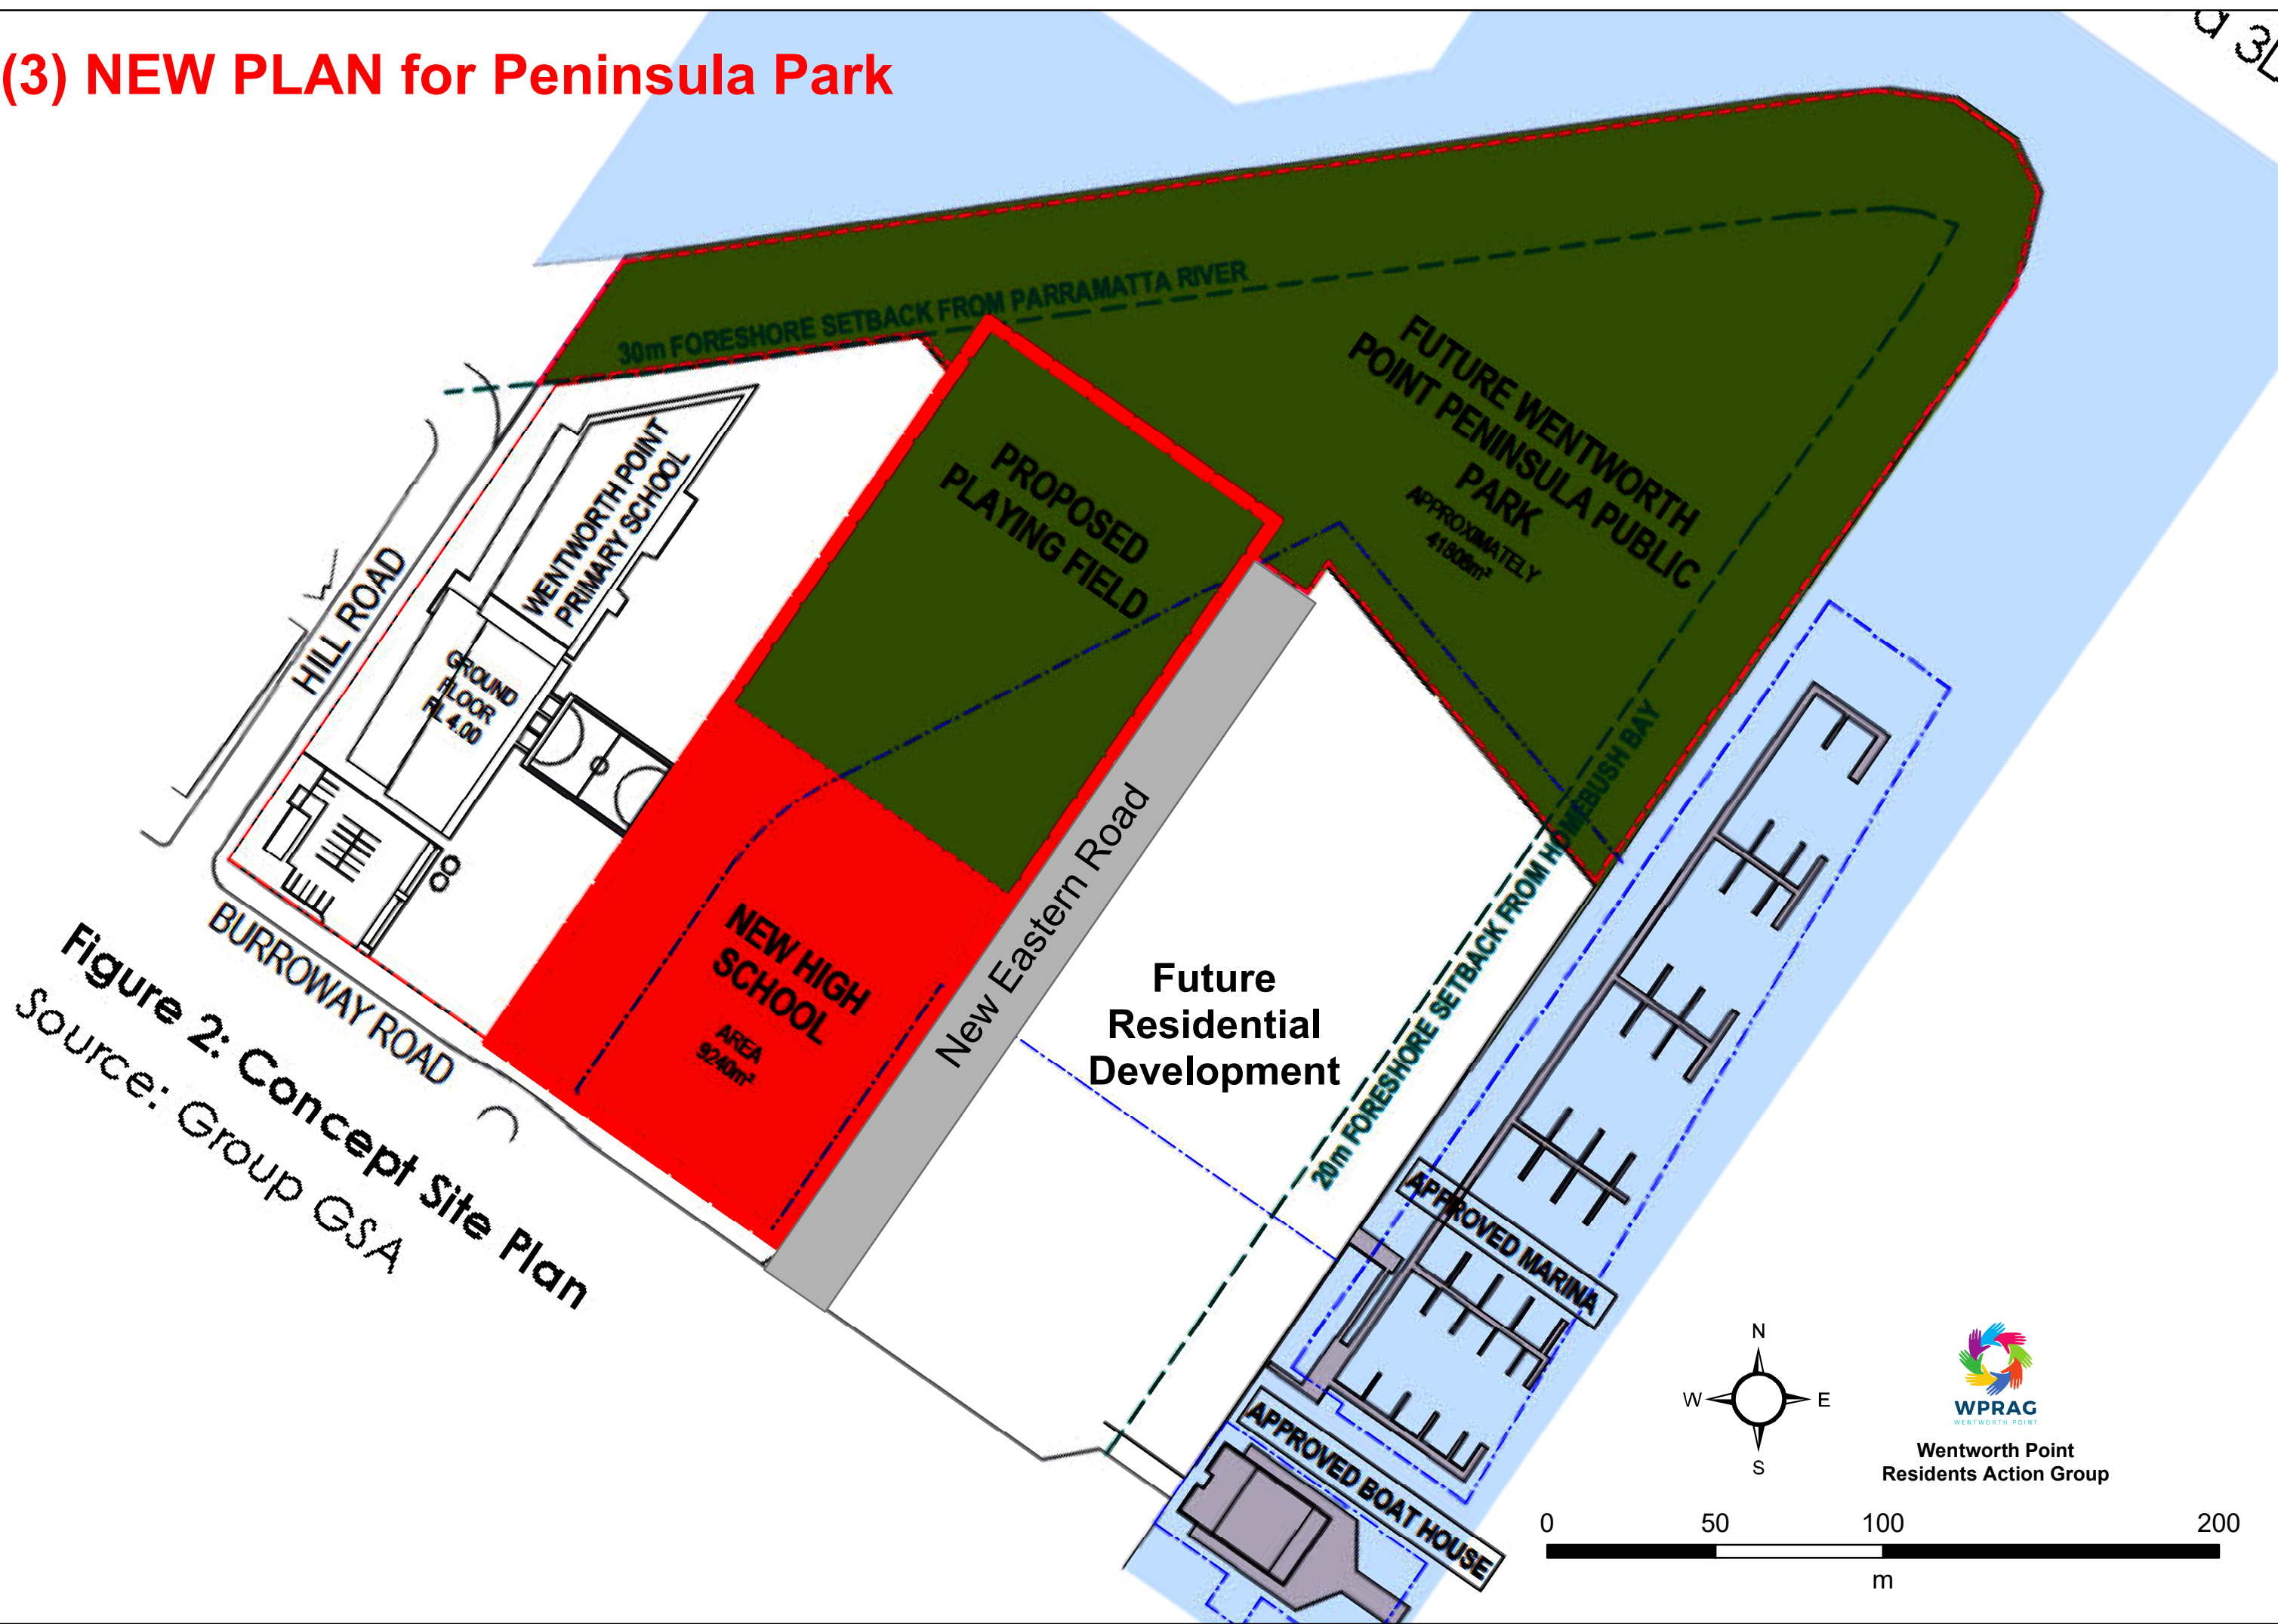 (3) NEW PLAN for Peninsula Park
30m FORESHORE SETBACK FROM PARRAMATTA RIVER
FUTURE WENTWORTH
POINT PENINSULA PUBLIC
PARK
APPROXIMATELY
41808m²
PROPOSED
PLAYING FIELD
WENTWORTH POINT
PRIMARY SCHOOL
HILL ROAD
GROUND
FLOOR
RL 4.00
BURROWAY ROAD
NEW HIGH
SCHOOL
AREA
9240m²
New Eastern Road
Future
Residential
Development
20m FORESHORE SETBACK FROM HOMEBUSH BAY
APPROVED MARINA
APPROVED BOAT HOUSE
Figure 2: Concept Site Plan
Source: Group GSA
N
W
E
S
WPRAG
WENTWORTH POINT
Wentworth Point
Residents Action Group
0 50 100 200
m